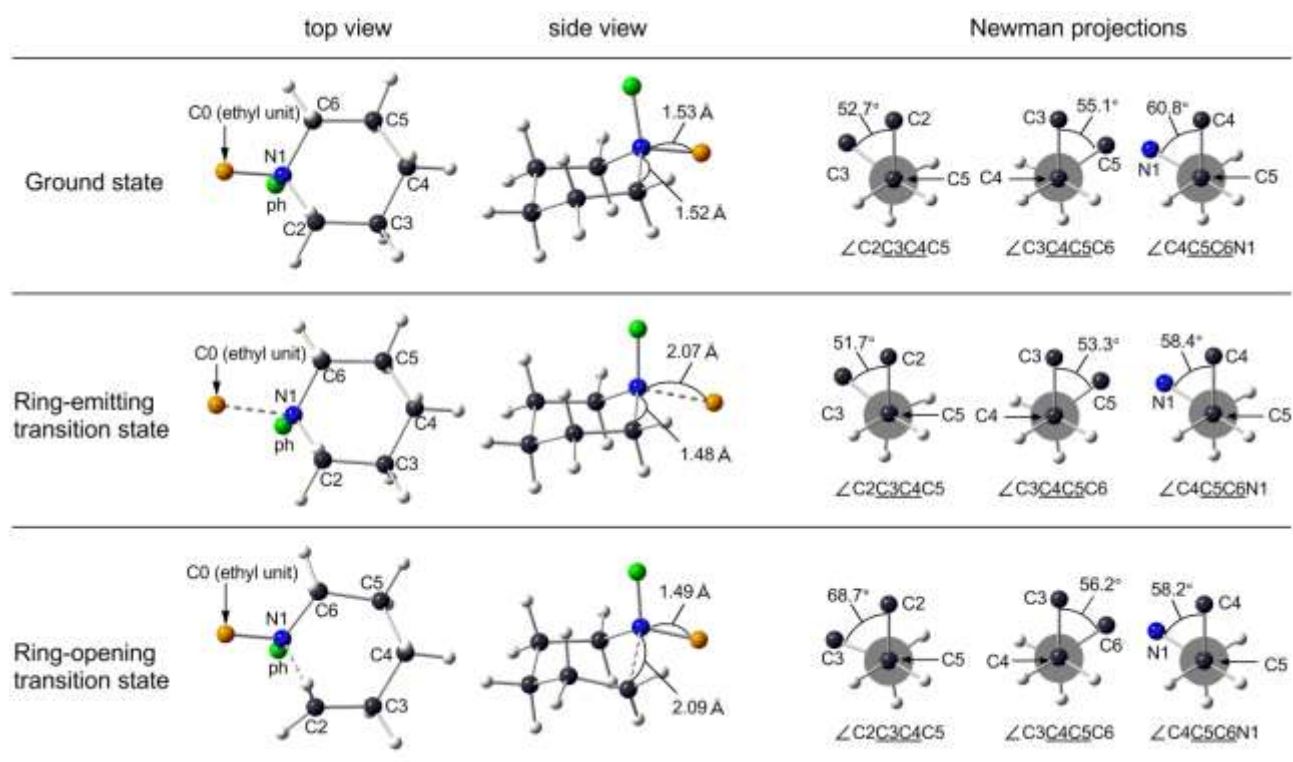 top view side view Newman projections
Ground state
C0 (ethyl unit) C6 C5 N1 C4 ph C2 C3
1.53 Å 1.52 Å
52.7° C2 C3 C5
∠C2C3C4C5
C3 55.1° C4 C5
∠C3C4C5C6
60.8° C4 N1 C5
∠C4C5C6N1
Ring-emitting
transition state
C0 (ethyl unit) C6 C5 N1 C4 ph C2 C3
2.07 Å 1.48 Å
51.7° C2 C3 C5
∠C2C3C4C5
C3 53.3° C4 C5
∠C3C4C5C6
58.4° C4 N1 C5
∠C4C5C6N1
Ring-opening
transition state
C0 (ethyl unit) C5 C6 N1 C4 ph C2 C3
1.49 Å 2.09 Å
68.7° C2 C3 C5
∠C2C3C4C5
C3 56.2° C4 C6
∠C3C4C5C6
58.2° C4 N1 C5
∠C4C5C6N1